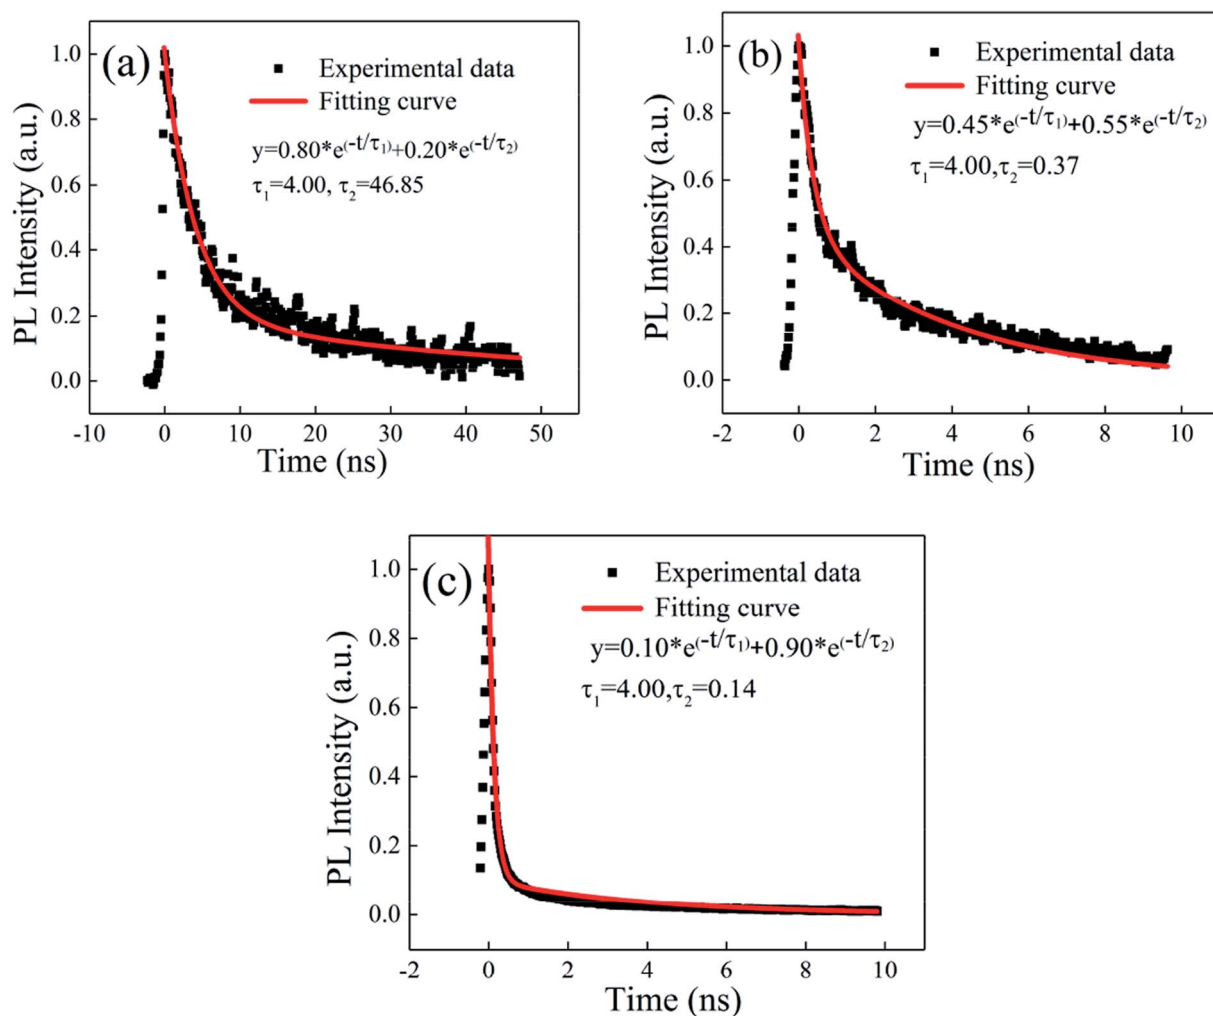 (a)
Experimental data
Fitting curve
y=0.80*e(-t/τ1)+0.20*e(-t/τ2)
τ1=4.00, τ2=46.85
PL Intensity (a.u.)
1.0
0.8
0.6
0.4
0.2
0.0
-10 0 10 20 30 40 50
Time (ns)
(b)
Experimental data
Fitting curve
y=0.45*e(-t/τ1)+0.55*e(-t/τ2)
τ1=4.00,τ2=0.37
PL Intensity (a.u.)
1.0
0.8
0.6
0.4
0.2
0.0
-2 0 2 4 6 8 10
Time (ns)
(c)
Experimental data
Fitting curve
y=0.10*e(-t/τ1)+0.90*e(-t/τ2)
τ1=4.00,τ2=0.14
PL Intensity (a.u.)
1.0
0.8
0.6
0.4
0.2
0.0
-2 0 2 4 6 8 10
Time (ns)